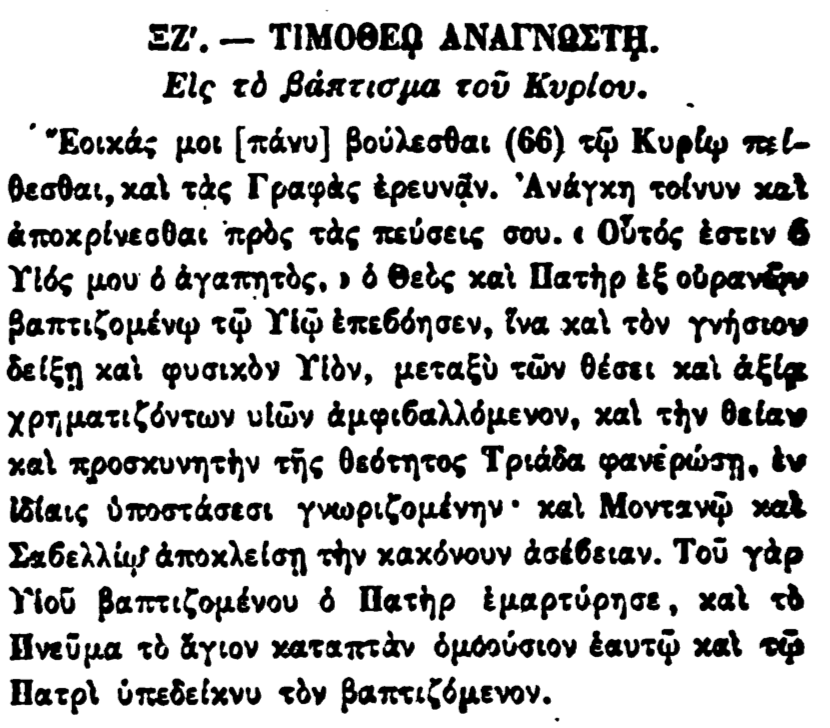 ΞΖʹ. — ΤΙΜΟΘΕῼ ΑΝΑΓΝΩΣΤῌ.
Εἰς τὸ βάπτισμα τοῦ Κυρίου.
Ἔοικάς μοι [πάνυ] βούλεσθαι (66) τῷ Κυρίῳ πεί-
θεσθαι, καὶ τὰς Γραφὰς ἐρευνᾷν. Ἀνάγκη τοίνυν καὶ
ἀποκρίνεσθαι πρὸς τὰς πεύσεις σου. « Οὗτός ἐστιν ὁ
Υἱός μου ὁ ἀγαπητὸς, » ὁ Θεὸς καὶ Πατὴρ ἐξ οὐρανῶν
βαπτιζομένῳ τῷ Υἱῷ ἐπεϐόησεν, ἵνα καὶ τὸν γνήσιον
δείξῃ καὶ φυσικὸν Υἱὸν, μεταξὺ τῶν θέσει καὶ ἀξίᾳ
χρηματιζόντων υἱῶν ἀμφιϐαλλόμενον, καὶ τὴν θείαν
καὶ προσκυνητὴν τῆς θεότητος Τριάδα φανερώσῃ, ἐν
ἰδίαις ὑποστάσεσι γνωριζομένην· καὶ Μοντανῷ καὶ
Σαϐελλίῳ ἀποκλείσῃ τὴν κακόνουν ἀσέϐειαν. Τοῦ γὰρ
Υἱοῦ βαπτιζομένου ὁ Πατὴρ ἐμαρτύρησε, καὶ τὸ
Πνεῦμα τὸ ἅγιον καταπτὰν ὁμοούσιον ἑαυτῷ καὶ τῷ
Πατρὶ ὑπεδείκνυ τὸν βαπτιζόμενον.